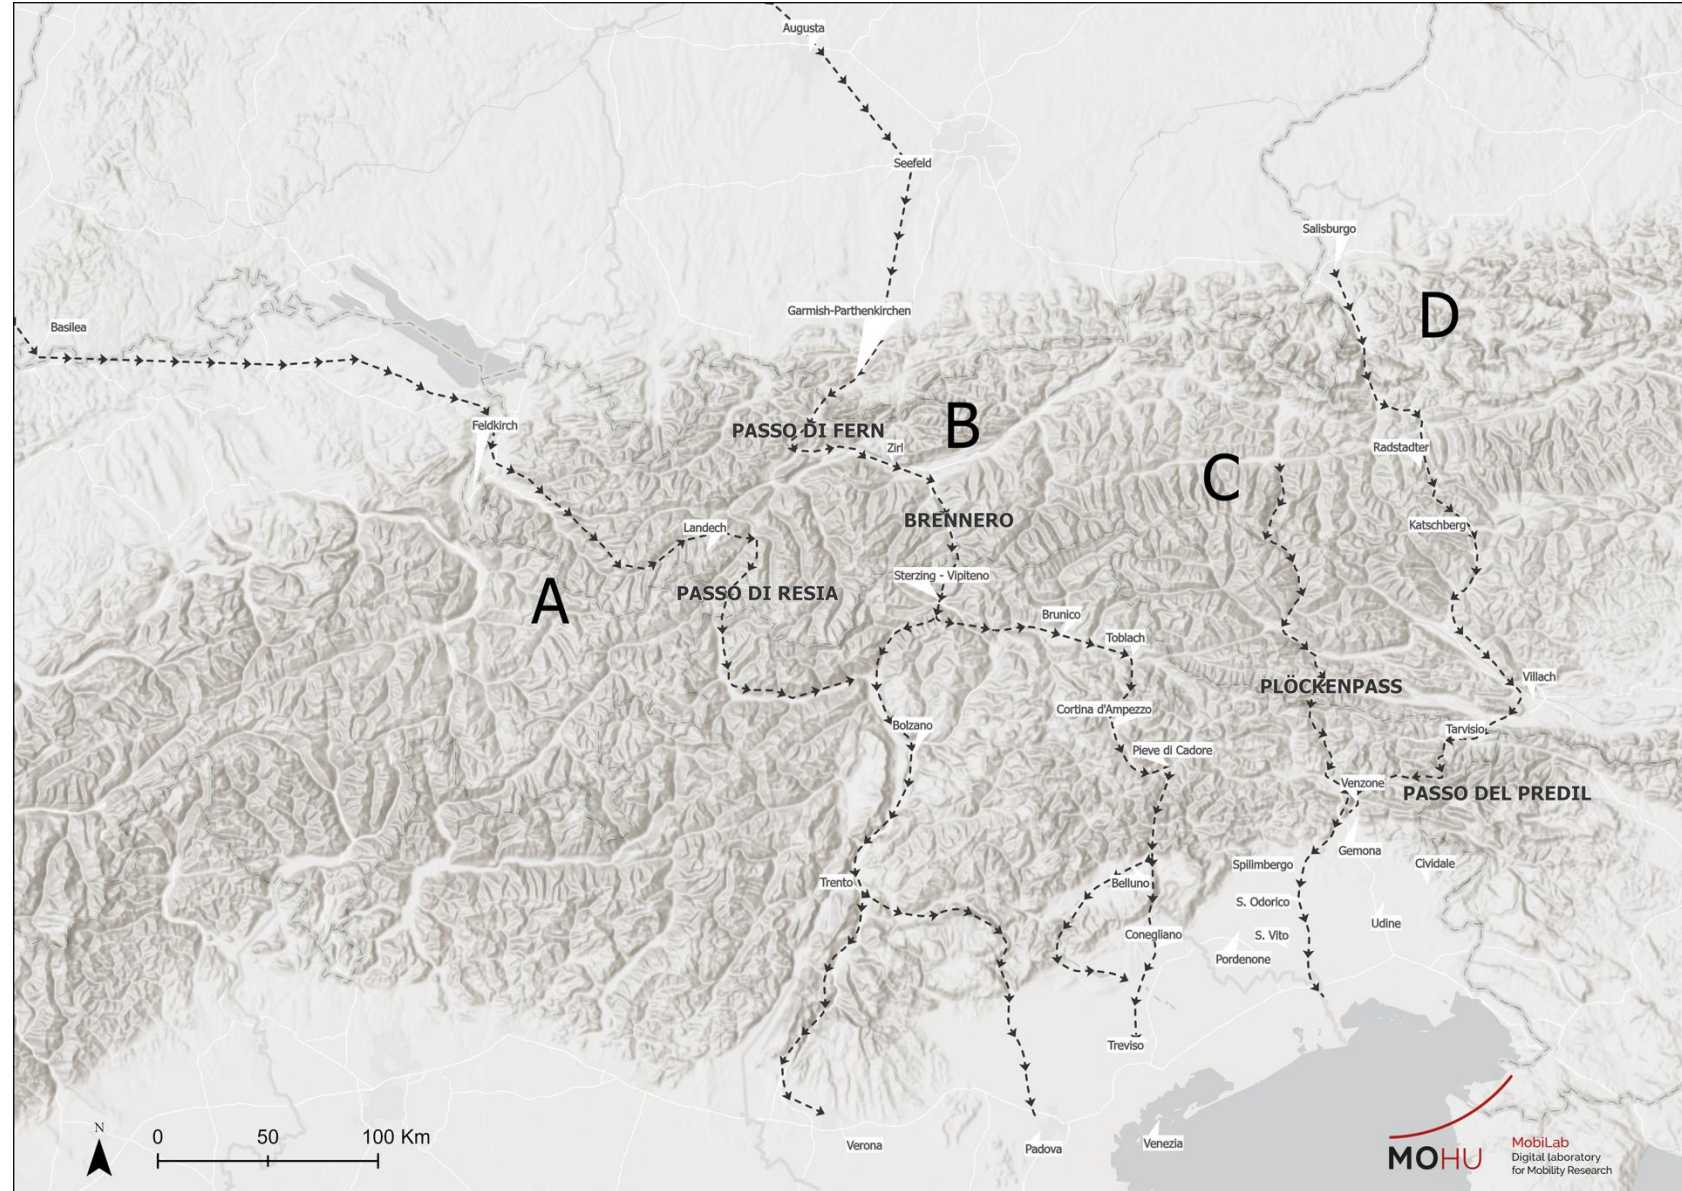 Augusta
Seefeld
Salisburgo
Garmish-Parthenkirchen
D
Basilea
B
Feldkirch
PASSO DI FERN
Zirl
Radstadter
C
BRENNERO
Landech
Katschberg
Sterzing - Vipiteno
PASSO DI RESIA
A
Brunico
Toblach
PLÖCKENPASS
Villach
Cortina d'Ampezzo
Bolzano
Tarvisio
Pieve di Cadore
Venzone
PASSO DEL PREDIL
Gemona
Spilimbergo
Cividale
Trento
Belluno
S. Odorico
Udine
Conegliano
S. Vito
Pordenone
Treviso
N
0 50 100 Km
Verona
Padova
Venezia
MOHU
MobiLab
Digital laboratory
for Mobility Research